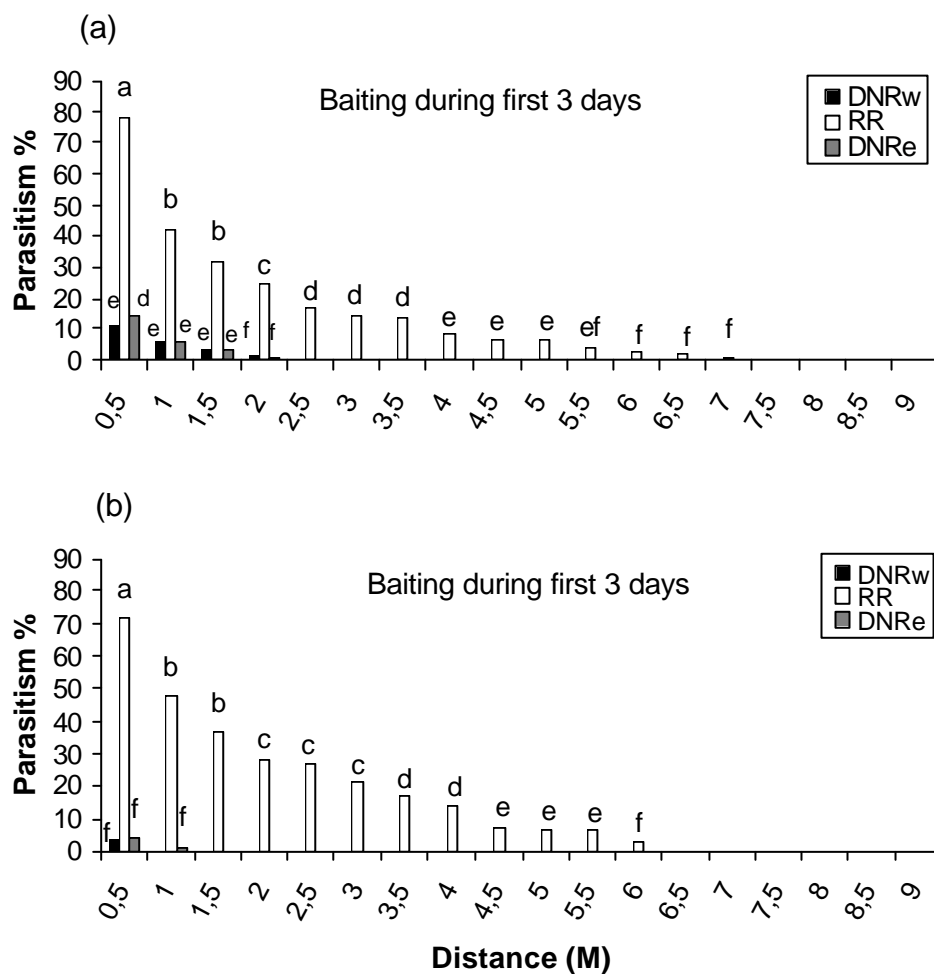 (a)
Baiting during first 3 days
DNRw
RR
DNRe
Parasitism %
90
80
70
60
50
40
30
20
10
0
a
b
b
c
d
d
d
e
e
e
ef
f
f
f
e
d
e
e
e
e
f
f
0,5
1
1,5
2
2,5
3
3,5
4
4,5
5
5,5
6
6,5
7
7,5
8
8,5
9
(b)
Baiting during first 3 days
DNRw
RR
DNRe
Parasitism %
90
80
70
60
50
40
30
20
10
0
a
b
b
c
c
c
d
d
e
e
e
f
f
f
f
0,5
1
1,5
2
2,5
3
3,5
4
4,5
5
5,5
6
6,5
7
7,5
8
8,5
9
Distance (M)